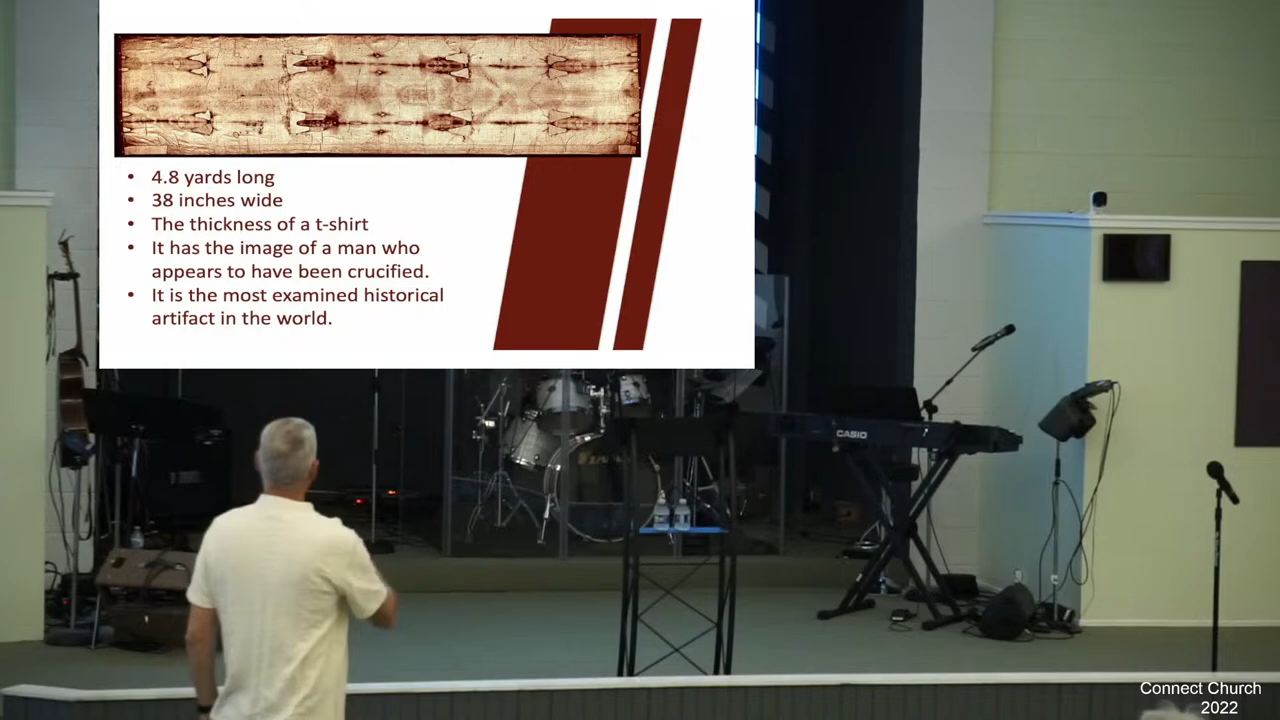 • 4.8 yards long
• 38 inches wide
• The thickness of a t-shirt
• It has the image of a man who
appears to have been crucified.
• It is the most examined historical
artifact in the world.
CASIO
Connect Church
2022